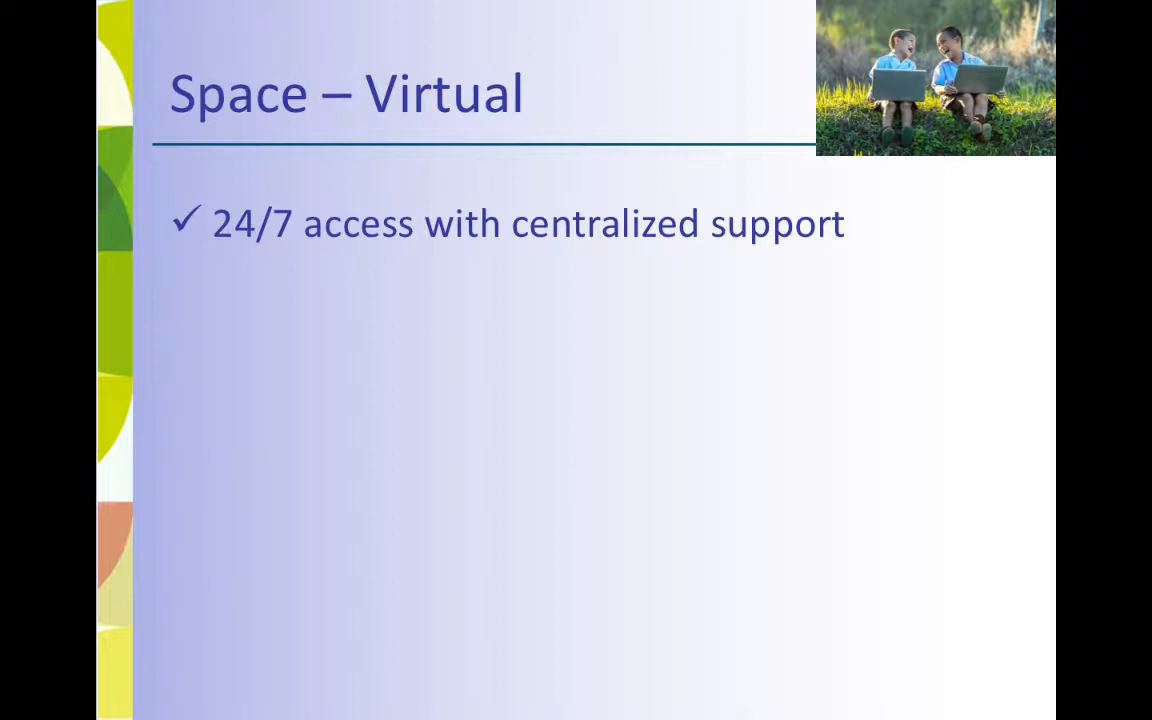 Space – Virtual
✓ 24/7 access with centralized support